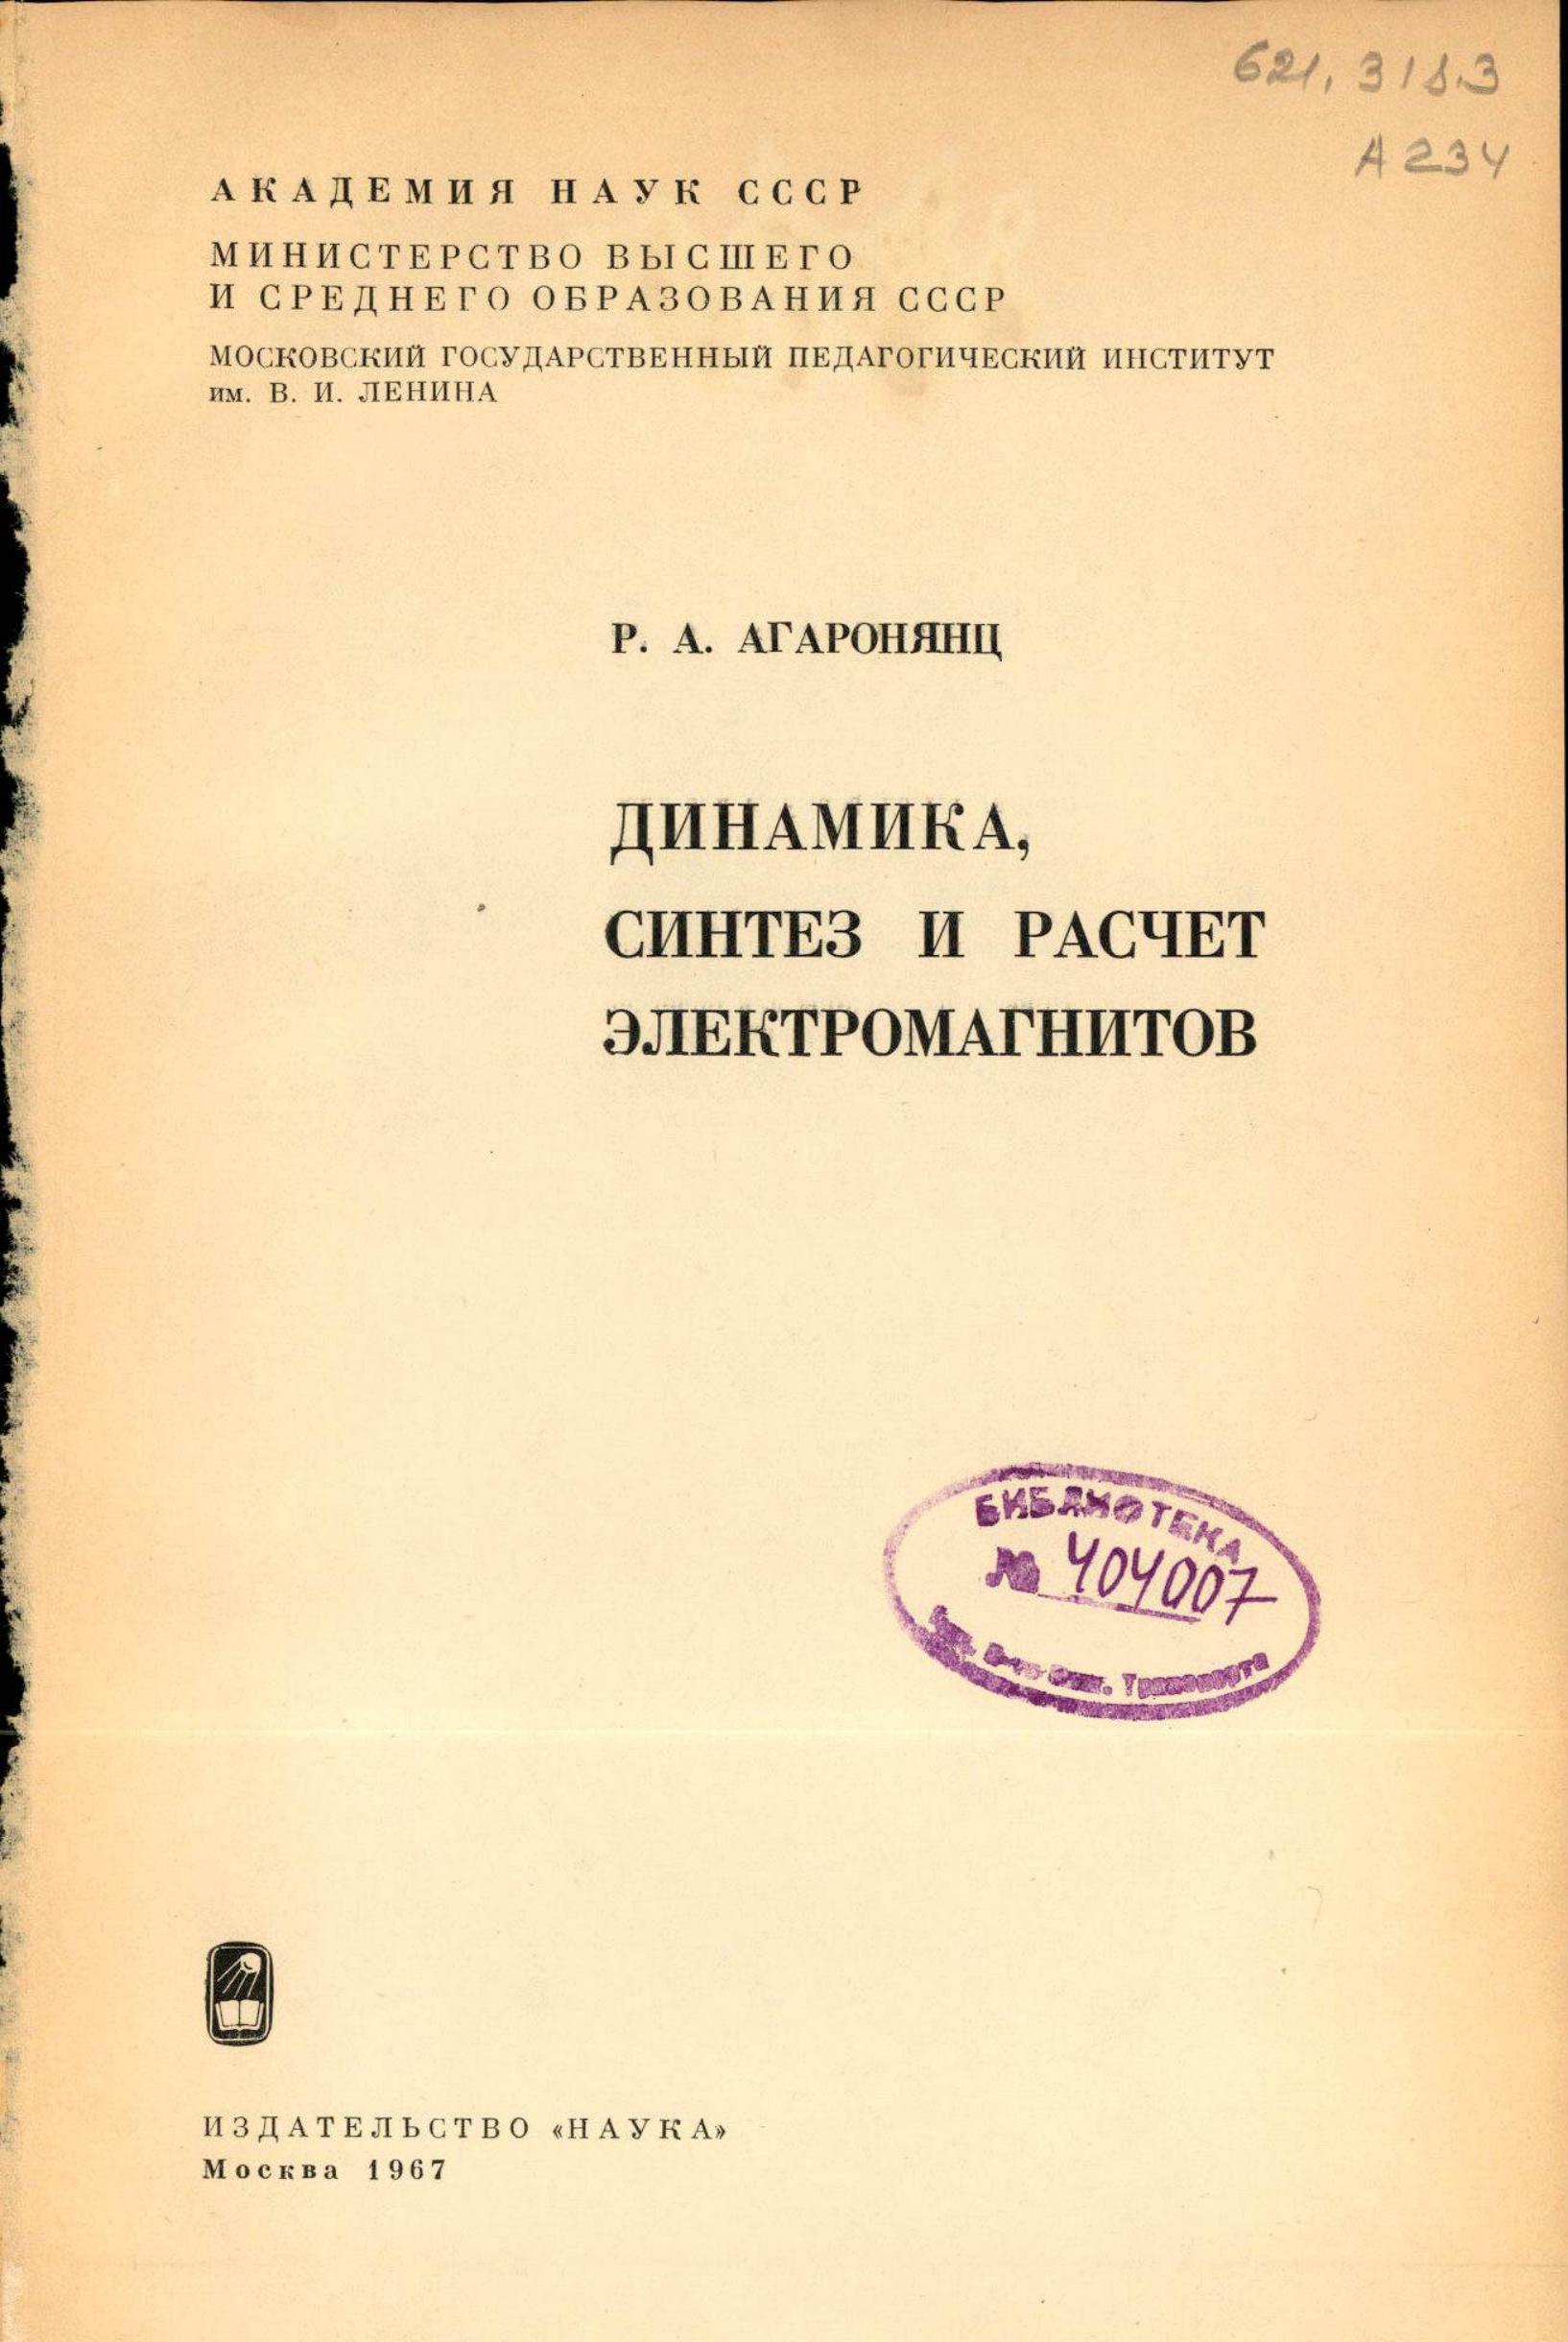 621.318.3
А 234
АКАДЕМИЯ НАУК СССР
МИНИСТЕРСТВО ВЫСШЕГО
И СРЕДНЕГО ОБРАЗОВАНИЯ СССР
МОСКОВСКИЙ ГОСУДАРСТВЕННЫЙ ПЕДАГОГИЧЕСКИЙ ИНСТИТУТ
им. В. И. ЛЕНИНА
Р. А. АГАРОНЯНЦ
ДИНАМИКА,
СИНТЕЗ И РАСЧЕТ
ЭЛЕКТРОМАГНИТОВ
БИБЛИОТЕКА
№ 404007
Транспорта
ИЗДАТЕЛЬСТВО «НАУКА»
Москва 1967